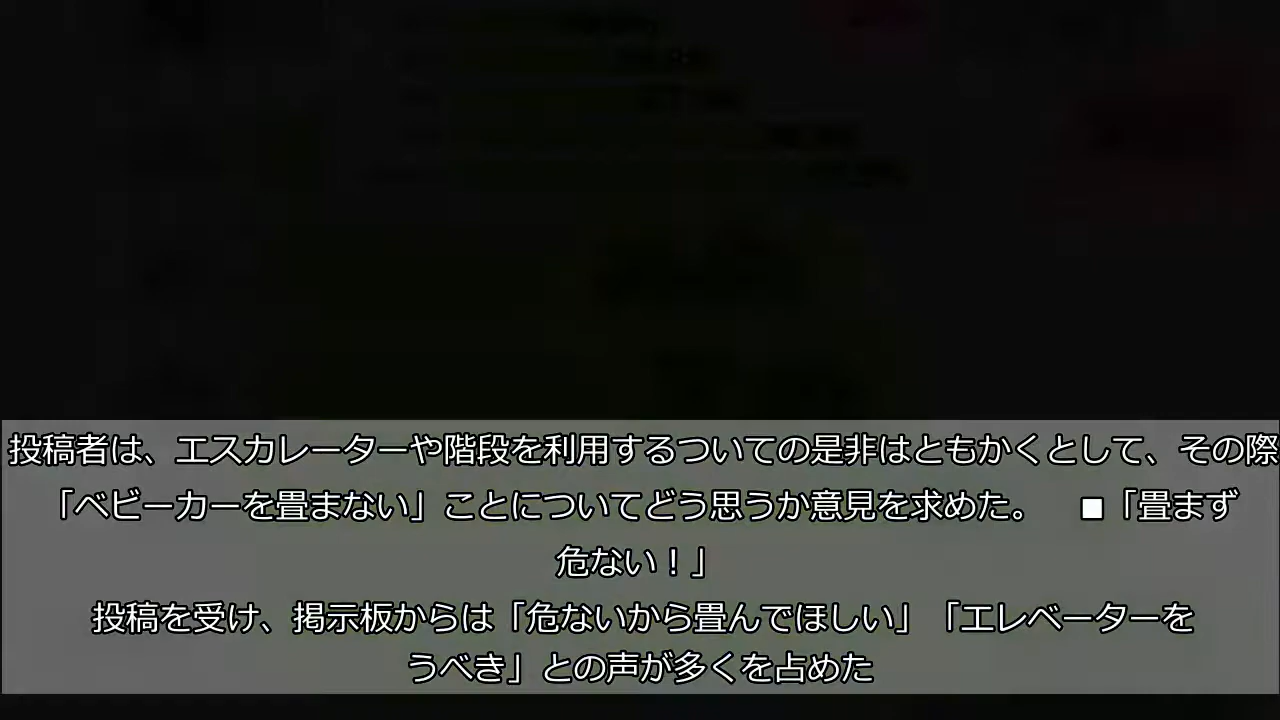 投稿者は、エスカレーターや階段を利用するついての是非はともかくとして、その際
「ベビーカーを畳まない」ことについてどう思うか意見を求めた。　■「畳まず
危ない！」
投稿を受け、掲示板からは「危ないから畳んでほしい」「エレベーターを
うべき」との声が多くを占めた